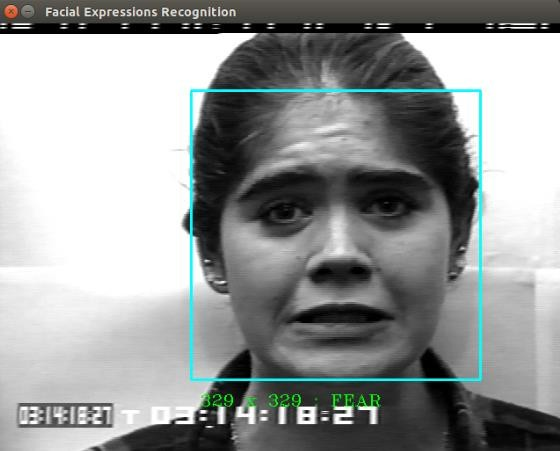 Facial Expressions Recognition
329 x 329 : FEAR
03:14:18:27 T 03:14:18:27